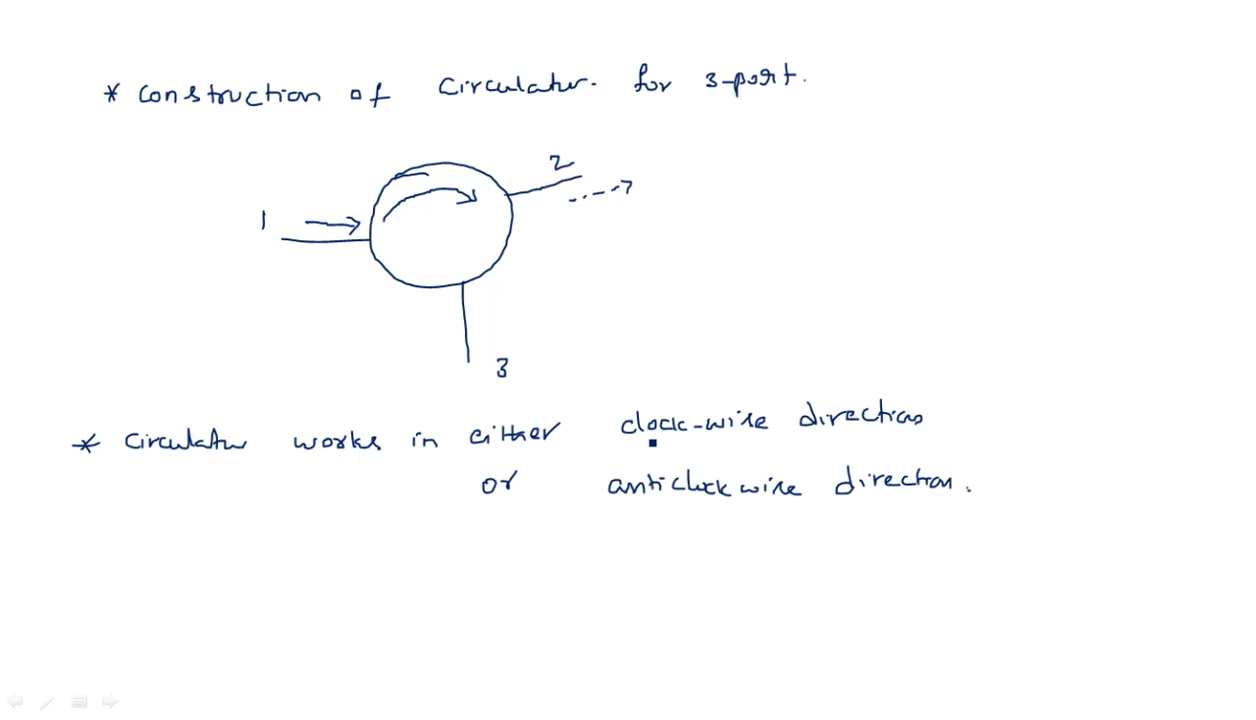 * construction of circulator. for 3-port.
2
1
3
* circulator works in either clock-wise direction
or anticlockwise direction.